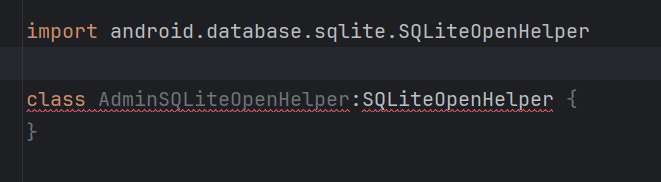 import android.database.sqlite.SQLiteOpenHelper
class AdminSQLiteOpenHelper:SQLiteOpenHelper {
}